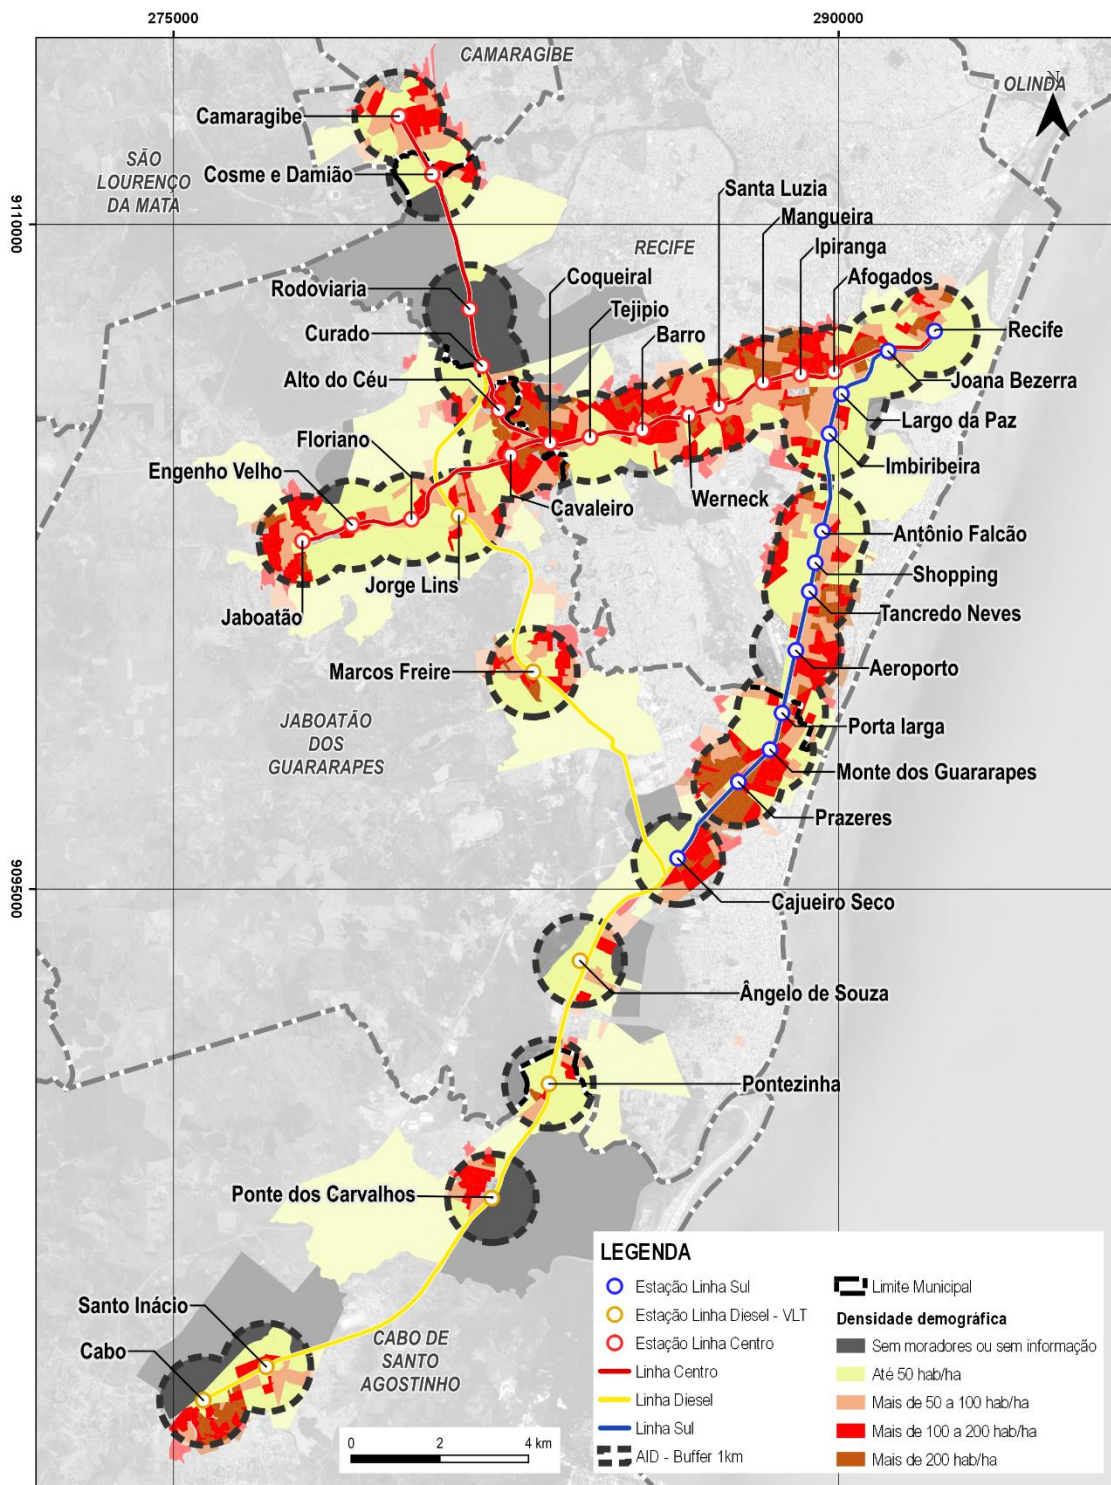 275000
290000
CAMARAGIBE
OLINDA
N
Camaragibe
SÃO
LOURENÇO
DA MATA
Cosme e Damião
Santa Luzia
Mangueira
9110000
RECIFE
Ipiranga
Coqueiral
Afogados
Rodoviaria
Tejipio
Recife
Curado
Barro
Alto do Céu
Joana Bezerra
Largo da Paz
Floriano
Imbiribeira
Engenho Velho
Werneck
Cavaleiro
Antônio Falcão
Shopping
Jorge Lins
Tancredo Neves
Jaboatão
Marcos Freire
Aeroporto
JABOATÃO
DOS
GUARARAPES
Porta larga
Monte dos Guararapes
Prazeres
9095000
Cajueiro Seco
Ângelo de Souza
Pontezinha
Ponte dos Carvalhos
Santo Inácio
Cabo
CABO DE
SANTO
AGOSTINHO
0 2 4 km
LEGENDA
Estação Linha Sul
Estação Linha Diesel - VLT
Estação Linha Centro
Linha Centro
Linha Diesel
Linha Sul
AID - Buffer 1km
Limite Municipal
Densidade demográfica
Sem moradores ou sem informação
Até 50 hab/ha
Mais de 50 a 100 hab/ha
Mais de 100 a 200 hab/ha
Mais de 200 hab/ha